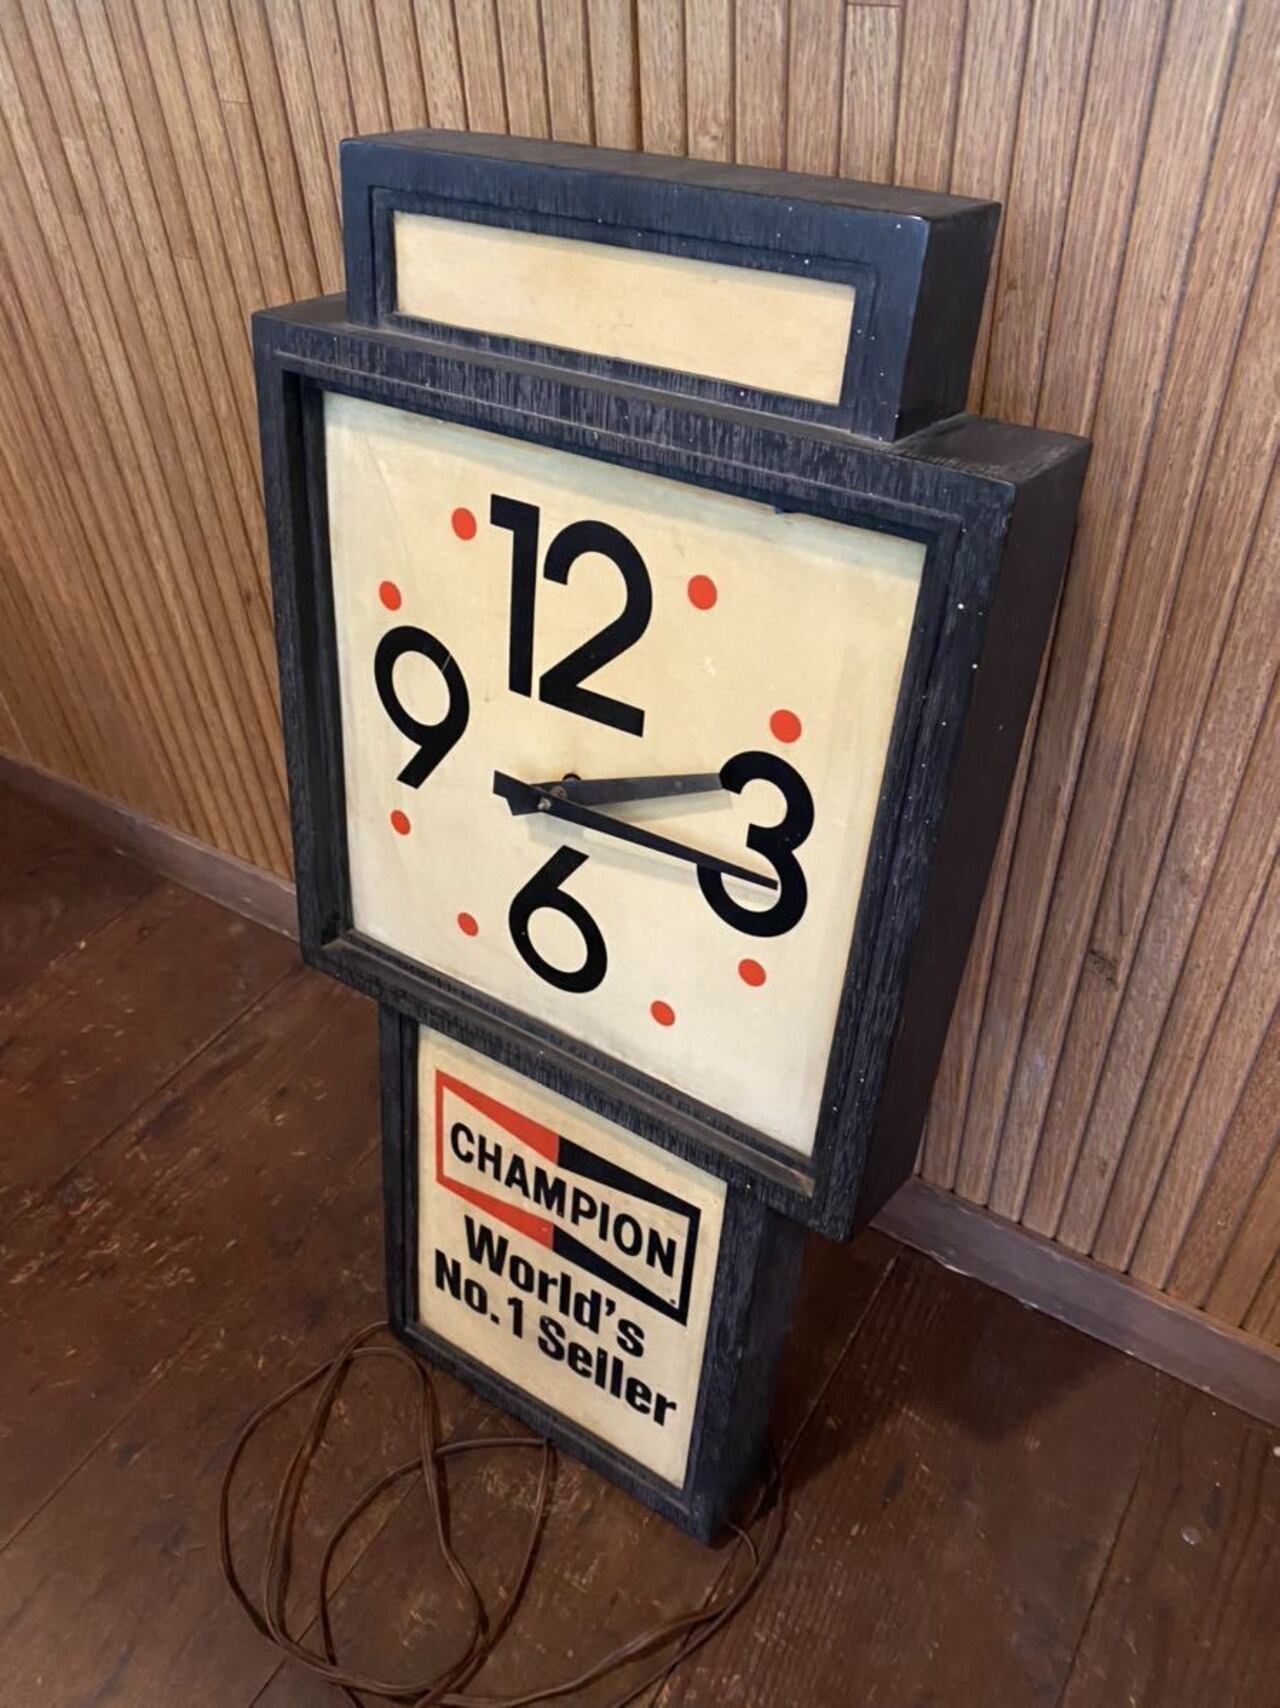 12
9
3
6
CHAMPION
World's
No. 1 Seller